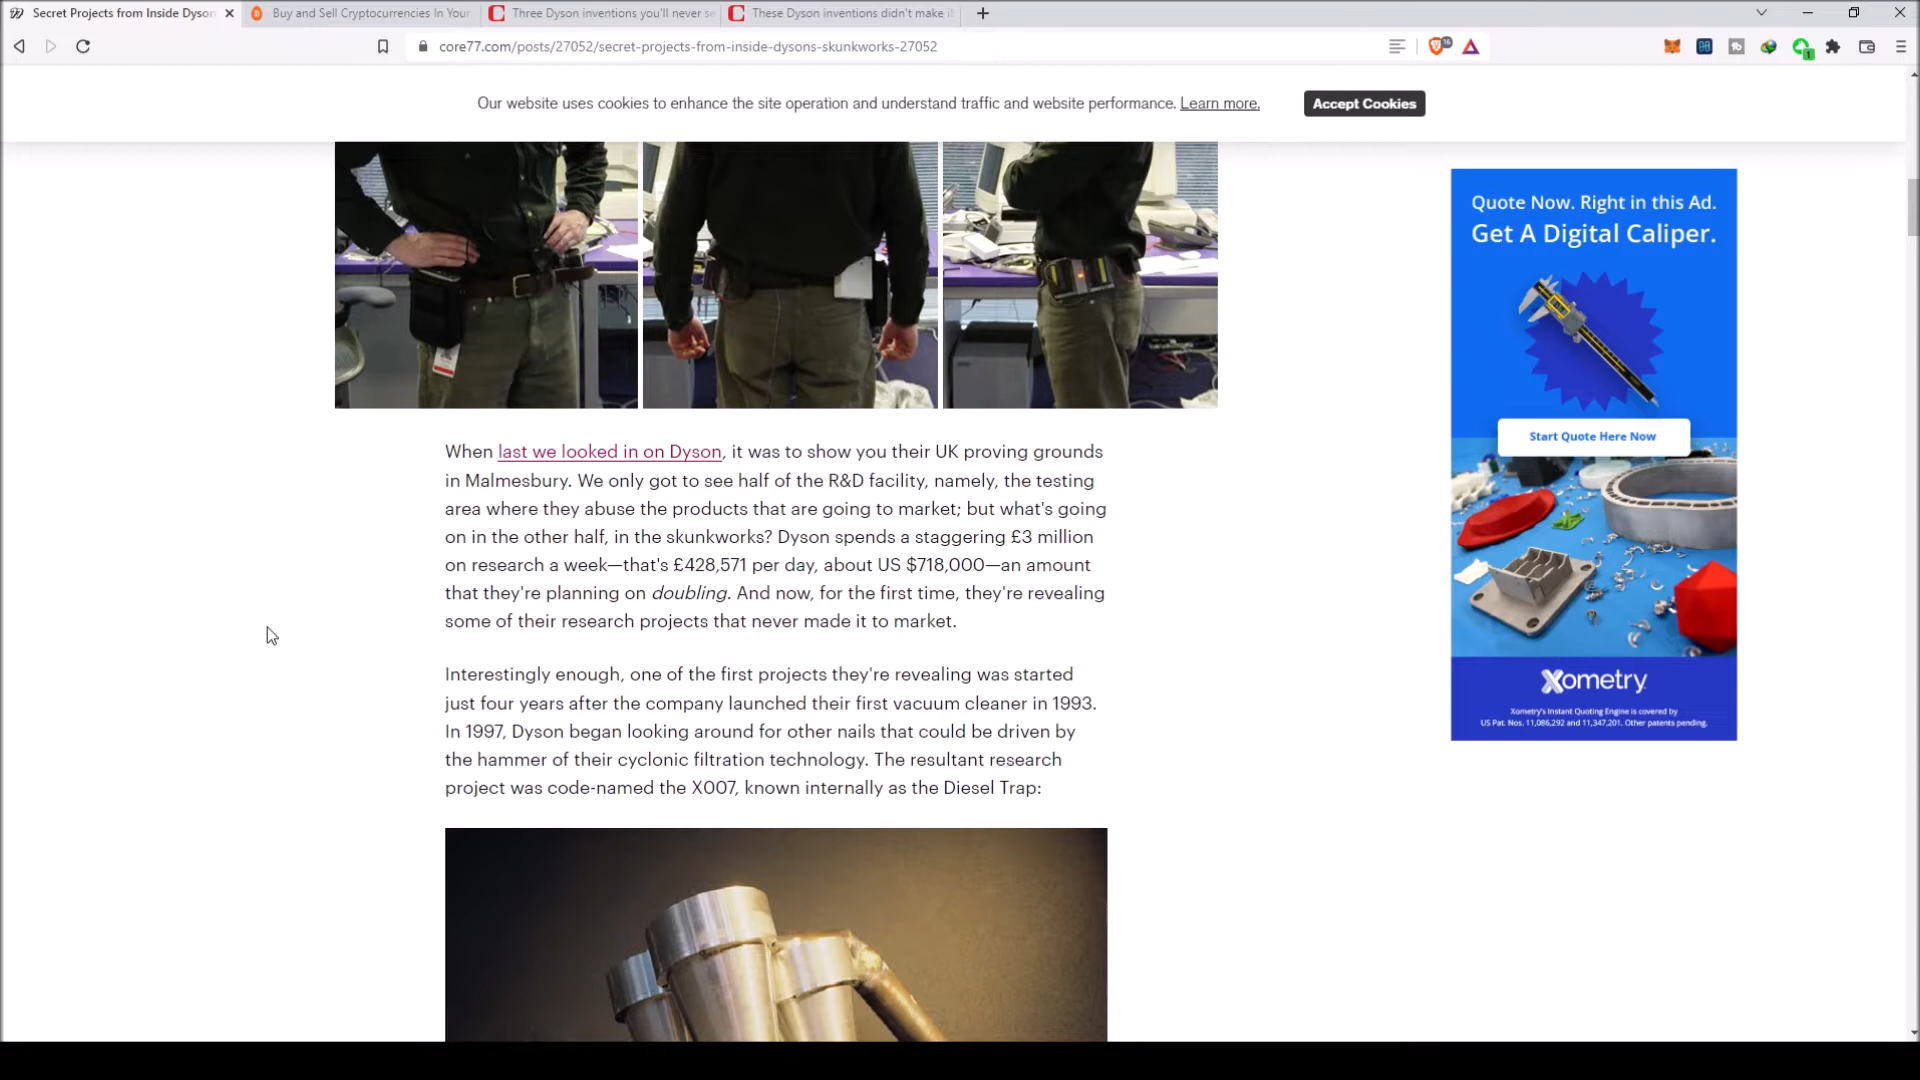 Secret Projects from Inside Dyson
Buy and Sell Cryptocurrencies In Your
Three Dyson inventions you'll never se
These Dyson inventions didn't make i
core77.com/posts/27052/secret-projects-from-inside-dysons-skunkworks-27052
16
1
Our website uses cookies to enhance the site operation and understand traffic and website performance. Learn more.
Accept Cookies
When last we looked in on Dyson, it was to show you their UK proving grounds
in Malmesbury. We only got to see half of the R&D facility, namely, the testing
area where they abuse the products that are going to market; but what's going
on in the other half, in the skunkworks? Dyson spends a staggering £3 million
on research a week—that's £428,571 per day, about US $718,000—an amount
that they're planning on doubling. And now, for the first time, they're revealing
some of their research projects that never made it to market.
Interestingly enough, one of the first projects they're revealing was started
just four years after the company launched their first vacuum cleaner in 1993.
In 1997, Dyson began looking around for other nails that could be driven by
the hammer of their cyclonic filtration technology. The resultant research
project was code-named the X007, known internally as the Diesel Trap:
Quote Now. Right in this Ad.
Get A Digital Caliper.
Start Quote Here Now
Xometry
Xometry's Instant Quoting Engine is covered by
US Pat. Nos. 11,086,292 and 11,347,201. Other patents pending.